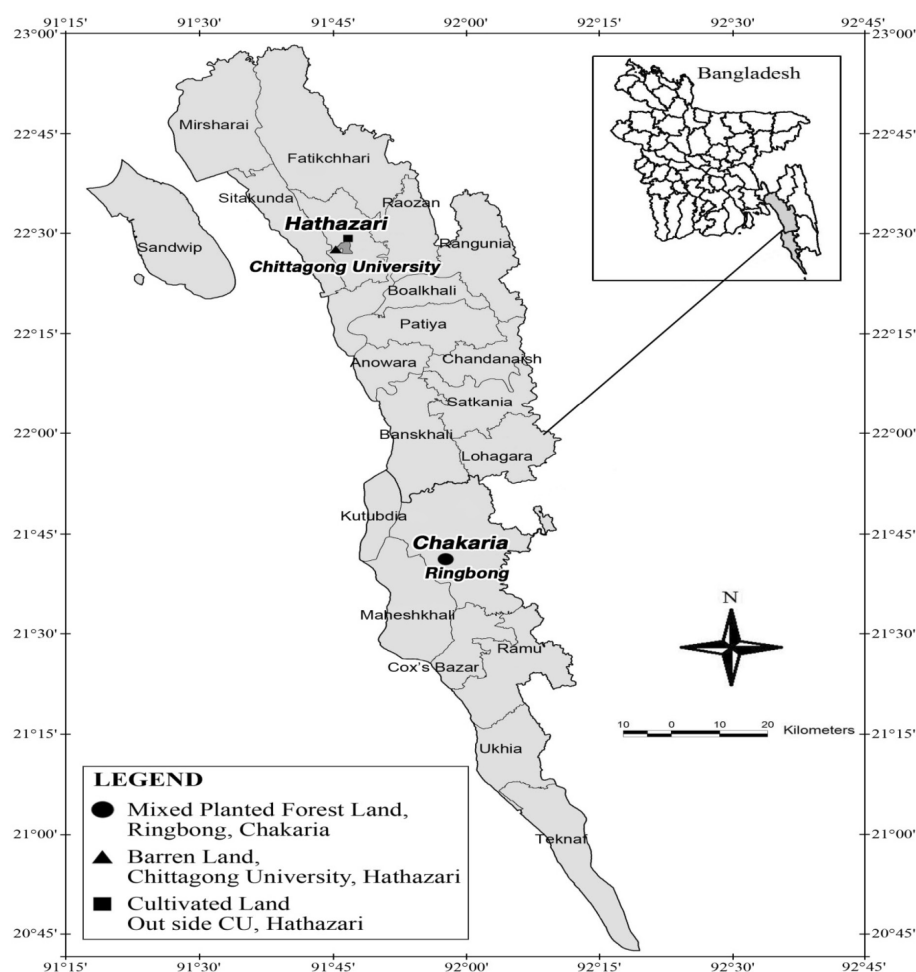 91°15' 91°30' 91°45' 92°00' 92°15' 92°30' 92°45'
23°00' 23°00'
Bangladesh
Mirsharai
22°45' 22°45'
Fatikchhari
Sitakunda
Raozan
Hathazari
22°30' 22°30'
Sandwip
Rangunia
Chittagong University
Boalkhali
22°15' 22°15'
Patiya
Anowara
Chandanaish
Satkania
22°00' 22°00'
Banskhali
Lohagara
Kutubdia
21°45' 21°45'
Chakaria
Ringbong
Maheshkhali
N
21°30' 21°30'
Ramu
Cox's Bazar
10 0 10 20
Kilometers
21°15' 21°15'
Ukhia
LEGEND
Mixed Planted Forest Land,
Ringbong, Chakaria
21°00' 21°00'
Teknaf
Barren Land,
Chittagong University, Hathazari
Cultivated Land
Out side CU, Hathazari
20°45' 20°45'
91°15' 91°30' 91°45' 92°00' 92°15' 92°30' 92°45'